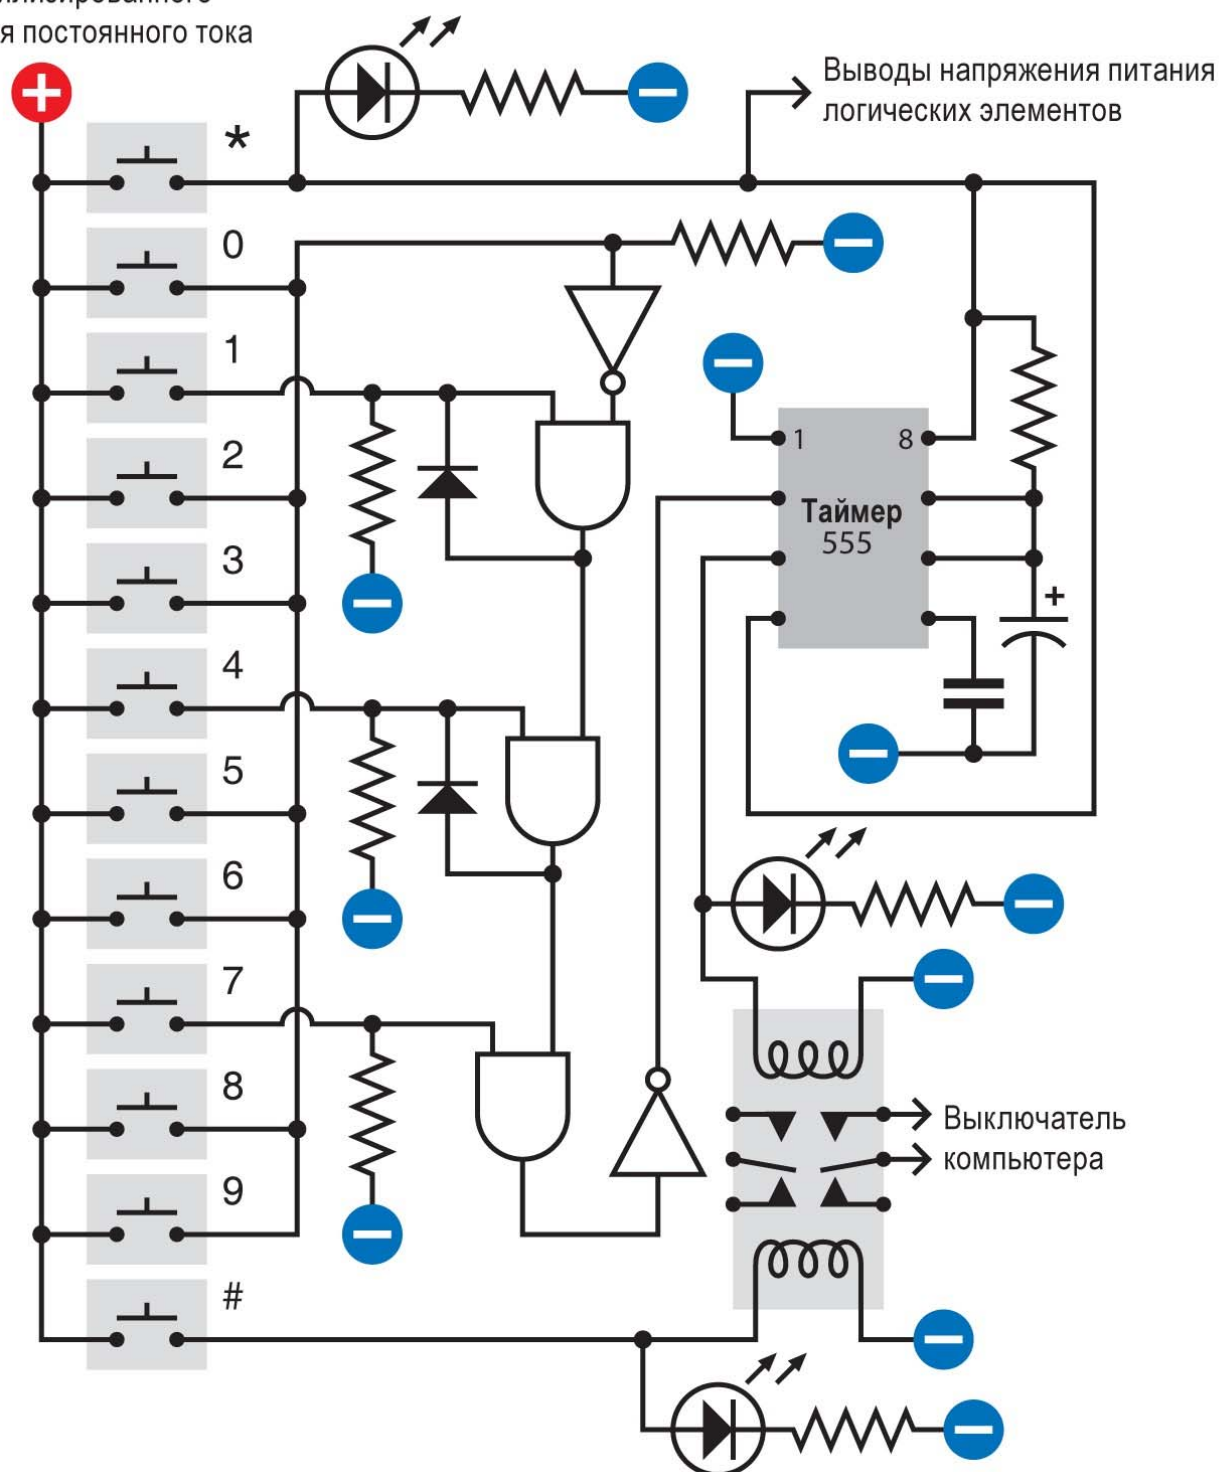 я постоянного тока
Выводы напряжения питания
логических элементов
*
0
1
2
3
4
5
6
7
8
9
#
1 8
Таймер
555
+
Выключатель
компьютера